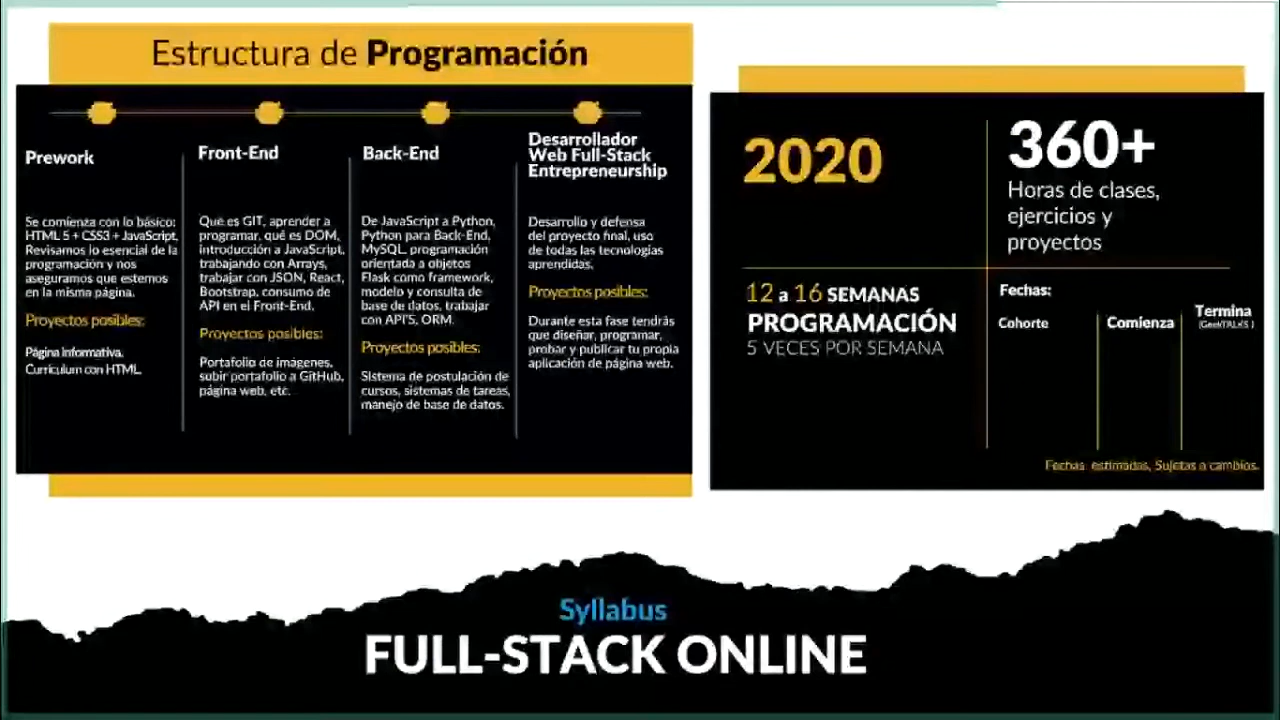 Estructura de Programación
Prework
Se comienza con lo básico:
HTML 5 + CSS3 + JavaScript,
Revisamos lo esencial de la
programación y nos
aseguramos que estemos
en la misma página.
Proyectos posibles:
Página informativa.
Curriculum con HTML.
Front-End
Que es GIT, aprender a
programar, qué es DOM,
introducción a JavaScript,
trabajando con Arrays,
trabajar con JSON, React,
Bootstrap, consumo de
API en el Front-End.
Proyectos posibles:
Portafolio de imágenes,
subir portafolio a GitHub,
página web, etc.
Back-End
De JavaScript a Python,
Python para Back-End,
MySQL, programación
orientada a objetos
Flask como framework,
modelo y consulta de
base de datos, trabajar
con API'S, ORM.
Proyectos posibles:
Sistema de postulación de
cursos, sistemas de tareas,
manejo de base de datos.
Desarrollador
Web Full-Stack
Entrepreneurship
Desarrollo y defensa
del proyecto final, uso
de todas las tecnologías
aprendidas.
Proyectos posibles:
Durante esta fase tendrás
que diseñar, programar,
probar y publicar tu propia
aplicación de página web.
2020
360+
Horas de clases,
ejercicios y
proyectos
12 a 16 SEMANAS
PROGRAMACIÓN
5 VECES POR SEMANA
Fechas:
Cohorte
Comienza
Termina
(GeekTALKS )
Fechas estimadas, Sujetas a cambios.
Syllabus
FULL-STACK ONLINE